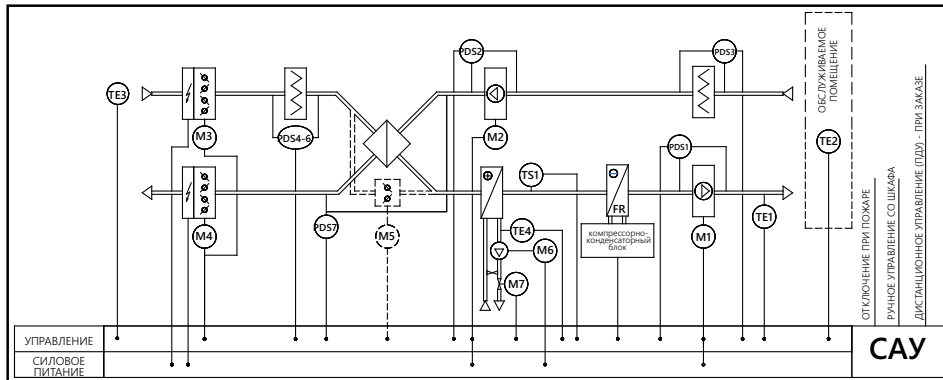 PDS2
PDS3
ОБСЛУЖИВАЕМОЕ
ПОМЕЩЕНИЕ
TE3
M3
PDS4-6
M2
TE2
TS1
PDS1
FR
M4
PDS7
M5
TE4
M6
M7
компрессорно-
конденсаторный
блок
M1
TE1
ОТКЛЮЧЕНИЕ ПРИ ПОЖАРЕ
РУЧНОЕ УПРАВЛЕНИЕ СО ШКАФА
ДИСТАНЦИОННОЕ УПРАВЛЕНИЕ (ПДУ) - ПРИ ЗАКАЗЕ
УПРАВЛЕНИЕ
СИЛОВОЕ
ПИТАНИЕ
САУ